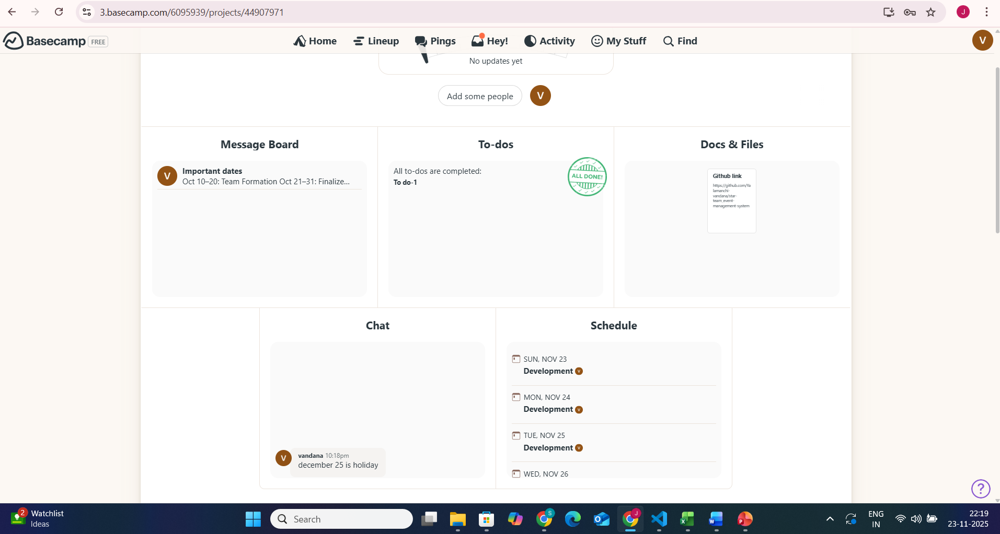 3.basecamp.com/6095939/projects/44907971
J
Basecamp FREE
Home
Lineup
Pings
Hey!
Activity
My Stuff
Find
V
No updates yet
Add some people
V
Message Board
V
Important dates
Oct 10–20: Team Formation Oct 21–31: Finalize...
To-dos
All to-dos are completed:
To do-1
ALL DONE!
Docs & Files
Github link
https://github.com/Ya
lamanchi-
vandana/star-
team_event-
management-system
Chat
V
vandana 10:18pm
december 25 is holiday
Schedule
SUN, NOV 23
Development V
MON, NOV 24
Development V
TUE, NOV 25
Development V
WED, NOV 26
?
2
Watchlist
Ideas
Search
S
J
ENG
IN
22:19
23-11-2025